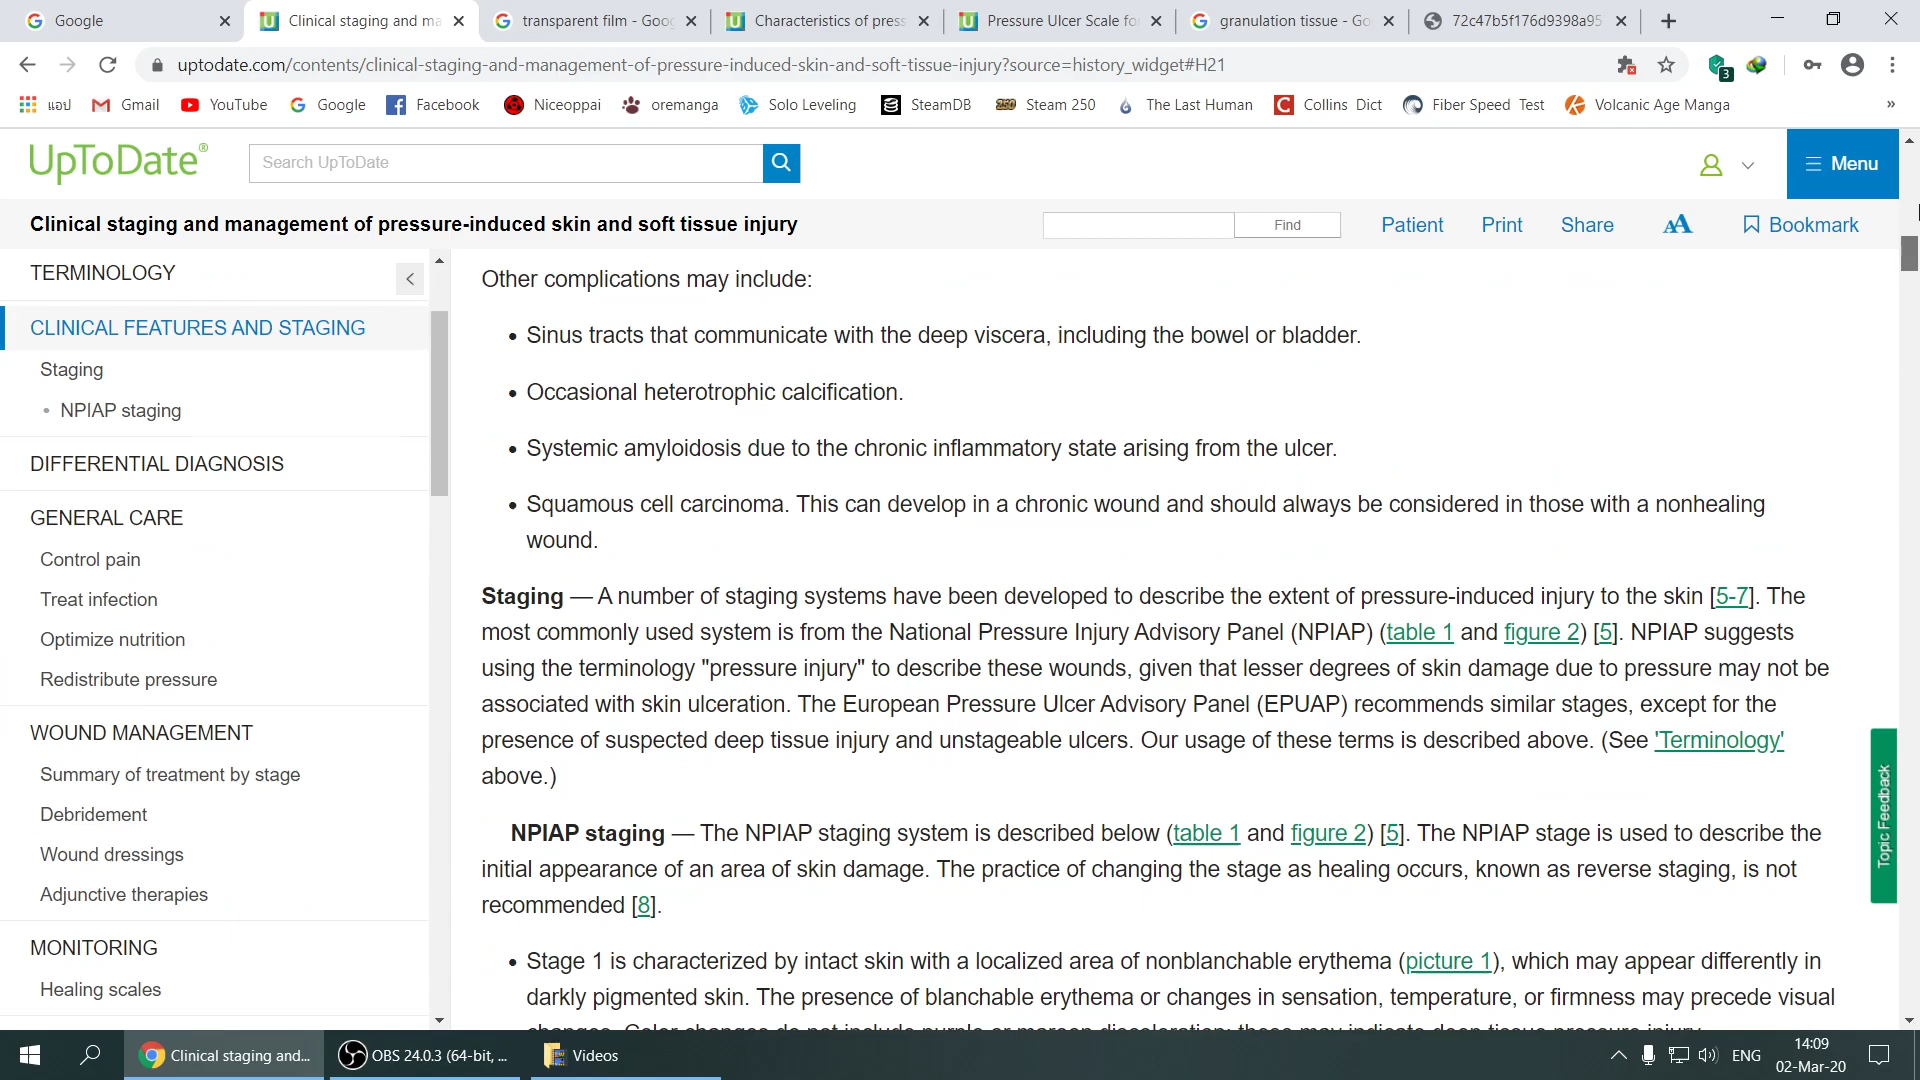 Google
Clinical staging and ma
transparent film - Goo
Characteristics of press
Pressure Ulcer Scale fo
granulation tissue - Go
72c47b5f176d9398a95
uptodate.com/contents/clinical-staging-and-management-of-pressure-induced-skin-and-soft-tissue-injury?source=history_widget#H21
3
แอป
Gmail
YouTube
Google
Facebook
Niceoppai
oremanga
Solo Leveling
SteamDB
Steam 250
The Last Human
Collins Dict
Fiber Speed Test
Volcanic Age Manga
»
UpToDate®
Search UpToDate
Menu
Clinical staging and management of pressure-induced skin and soft tissue injury
Find
Patient
Print
Share
AA
Bookmark
TERMINOLOGY
CLINICAL FEATURES AND STAGING
Staging
• NPIAP staging
DIFFERENTIAL DIAGNOSIS
GENERAL CARE
Control pain
Treat infection
Optimize nutrition
Redistribute pressure
WOUND MANAGEMENT
Summary of treatment by stage
Debridement
Wound dressings
Adjunctive therapies
MONITORING
Healing scales
Other complications may include:
• Sinus tracts that communicate with the deep viscera, including the bowel or bladder.
• Occasional heterotrophic calcification.
• Systemic amyloidosis due to the chronic inflammatory state arising from the ulcer.
• Squamous cell carcinoma. This can develop in a chronic wound and should always be considered in those with a nonhealing
wound.
Staging — A number of staging systems have been developed to describe the extent of pressure-induced injury to the skin [5-7]. The
most commonly used system is from the National Pressure Injury Advisory Panel (NPIAP) (table 1 and figure 2) [5]. NPIAP suggests
using the terminology "pressure injury" to describe these wounds, given that lesser degrees of skin damage due to pressure may not be
associated with skin ulceration. The European Pressure Ulcer Advisory Panel (EPUAP) recommends similar stages, except for the
presence of suspected deep tissue injury and unstageable ulcers. Our usage of these terms is described above. (See 'Terminology'
above.)
NPIAP staging — The NPIAP staging system is described below (table 1 and figure 2) [5]. The NPIAP stage is used to describe the
initial appearance of an area of skin damage. The practice of changing the stage as healing occurs, known as reverse staging, is not
recommended [8].
• Stage 1 is characterized by intact skin with a localized area of nonblanchable erythema (picture 1), which may appear differently in
darkly pigmented skin. The presence of blanchable erythema or changes in sensation, temperature, or firmness may precede visual
changes. Color changes do not include purple or maroon discoloration; these may indicate deep tissue pressure injury.
Topic Feedback
Clinical staging and...
OBS 24.0.3 (64-bit, ...
Videos
ENG
14:09
02-Mar-20